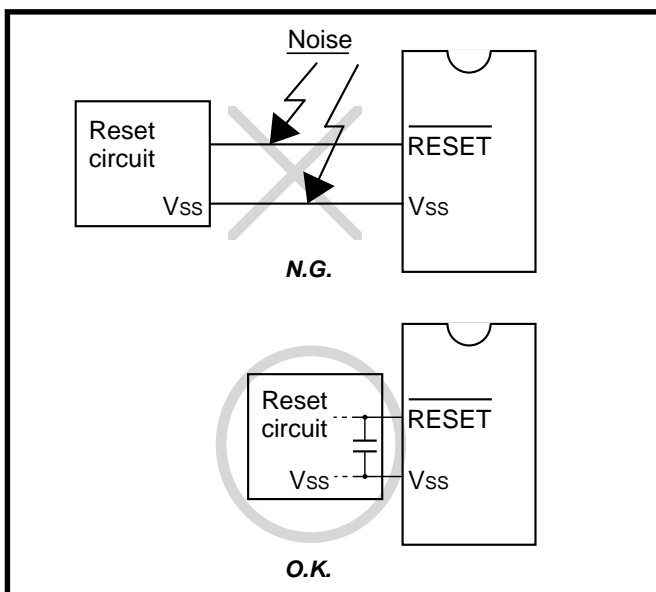 Noise
Reset
circuit
RESET
Vss
Vss
N.G.
Reset
circuit
RESET
Vss
Vss
O.K.